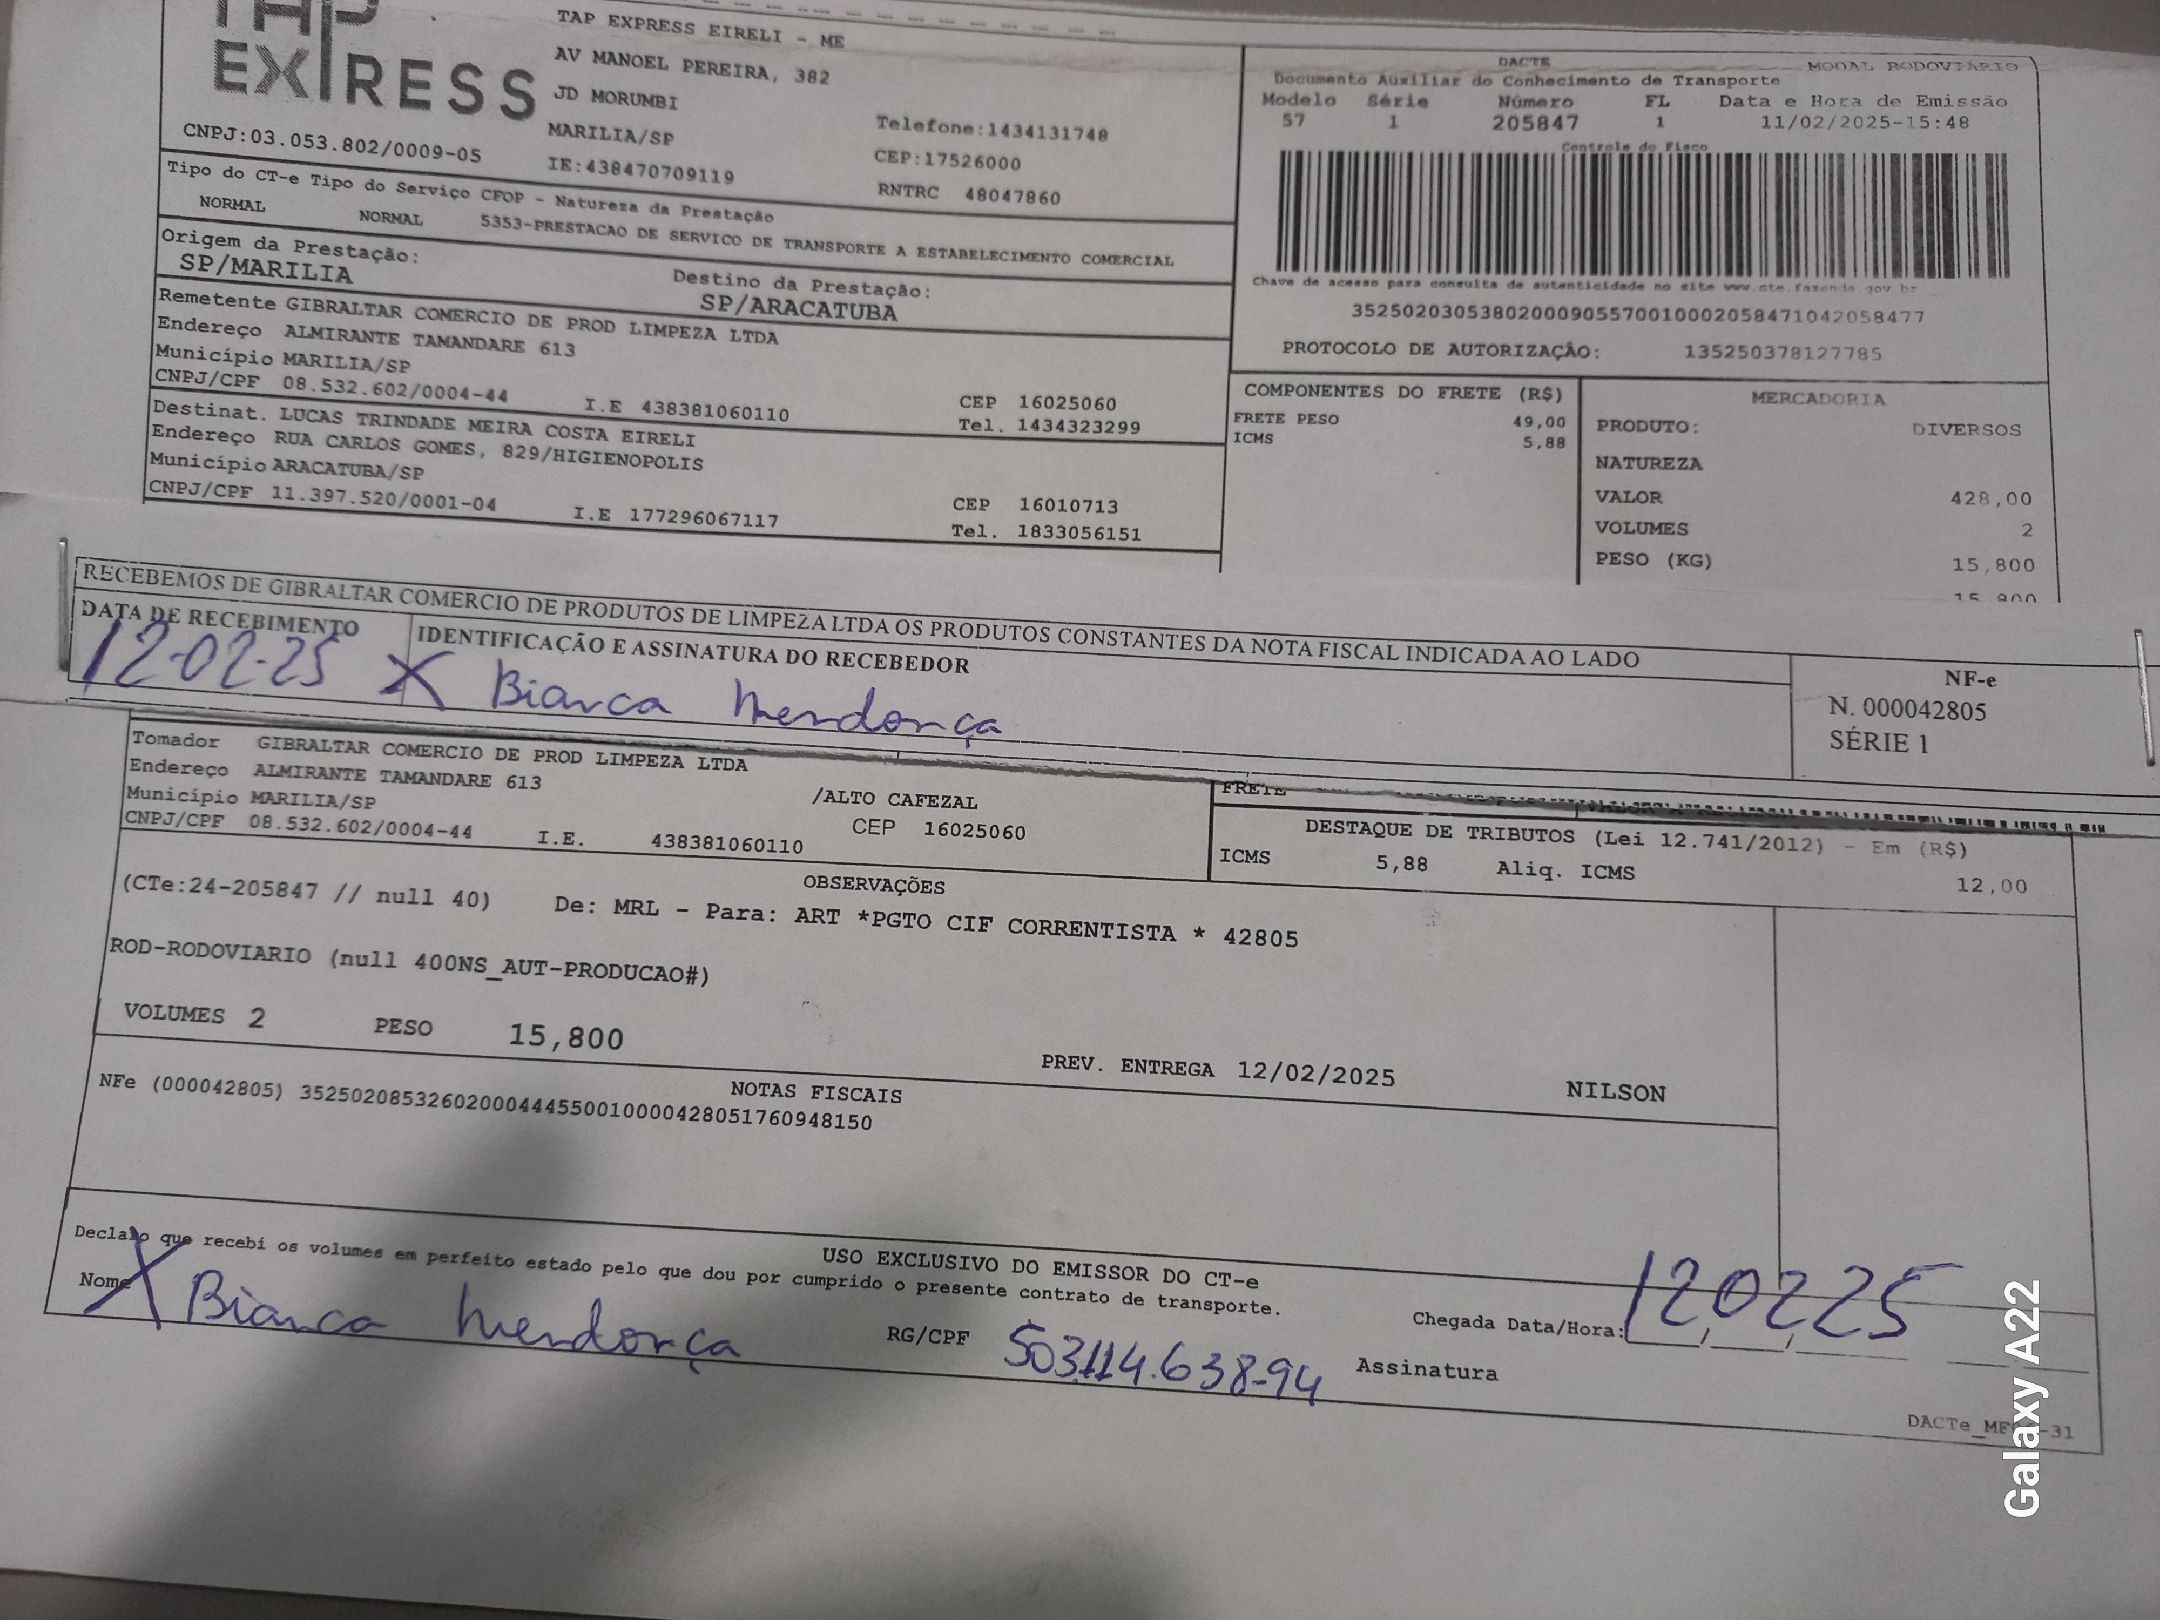 TAP
EXPRESS
CNPJ:03.053.802/0009-05
TAP EXPRESS EIRELI - ME
AV MANOEL PEREIRA, 382
JD MORUMBI
MARILIA/SP
IE:438470709119
Telefone:1434131748
CEP:17526000
RNTRC 48047860
DACTE
MODAL RODOVIÁRIO
Documento Auxiliar do Conhecimento de Transporte
Modelo Série Número FL Data e Hora de Emissão
57 1 205847 1 11/02/2025-15:48
Controle do Fisco
Chave de acesso para consulta de autenticidade no site www.cte.fazenda.gov.br
35250203053802000905570010002058471042058477
PROTOCOLO DE AUTORIZAÇÃO: 135250378127785
Tipo do CT-e Tipo do Serviço CFOP - Natureza da Prestação
NORMAL NORMAL 5353-PRESTACAO DE SERVICO DE TRANSPORTE A ESTABELECIMENTO COMERCIAL
Origem da Prestação:
SP/MARILIA
Destino da Prestação:
SP/ARACATUBA
Remetente GIBRALTAR COMERCIO DE PROD LIMPEZA LTDA
Endereço ALMIRANTE TAMANDARE 613
Município MARILIA/SP
CNPJ/CPF 08.532.602/0004-44 I.E 438381060110
CEP 16025060
Tel. 1434323299
Destinat. LUCAS TRINDADE MEIRA COSTA EIRELI
Endereço RUA CARLOS GOMES, 829/HIGIENOPOLIS
Município ARACATUBA/SP
CNPJ/CPF 11.397.520/0001-04 I.E 177296067117
CEP 16010713
Tel. 1833056151
COMPONENTES DO FRETE (R$)
FRETE PESO 49,00
ICMS 5,88
MERCADORIA
PRODUTO: DIVERSOS
NATUREZA
VALOR 428,00
VOLUMES 2
PESO (KG) 15,800
RECEBEMOS DE GIBRALTAR COMERCIO DE PRODUTOS DE LIMPEZA LTDA OS PRODUTOS CONSTANTES DA NOTA FISCAL INDICADA AO LADO
DATA DE RECEBIMENTO
12-02-25
IDENTIFICAÇÃO E ASSINATURA DO RECEBEDOR
X Bianca Mendonça
NF-e
N. 000042805
SÉRIE 1
Tomador GIBRALTAR COMERCIO DE PROD LIMPEZA LTDA
Endereço ALMIRANTE TAMANDARE 613
/ALTO CAFEZAL
Município MARILIA/SP
CEP 16025060
CNPJ/CPF 08.532.602/0004-44 I.E. 438381060110
FRETE
DESTAQUE DE TRIBUTOS (Lei 12.741/2012) - Em (R$)
ICMS 5,88 Aliq. ICMS 12,00
OBSERVAÇÕES
(CTe:24-205847 // null 40) De: MRL - Para: ART *PGTO CIF CORRENTISTA * 42805
ROD-RODOVIARIO (null 400NS_AUT-PRODUCAO#)
VOLUMES 2 PESO 15,800
PREV. ENTREGA 12/02/2025 NILSON
NOTAS FISCAIS
NFe (000042805) 35250208532602000444550010000428051760948150
USO EXCLUSIVO DO EMISSOR DO CT-e
Declaro que recebi os volumes em perfeito estado pelo que dou por cumprido o presente contrato de transporte.
Nome X Bianca Mendonça
RG/CPF 503.114.638-94
Chegada Data/Hora: 120225
Assinatura
Galaxy A22